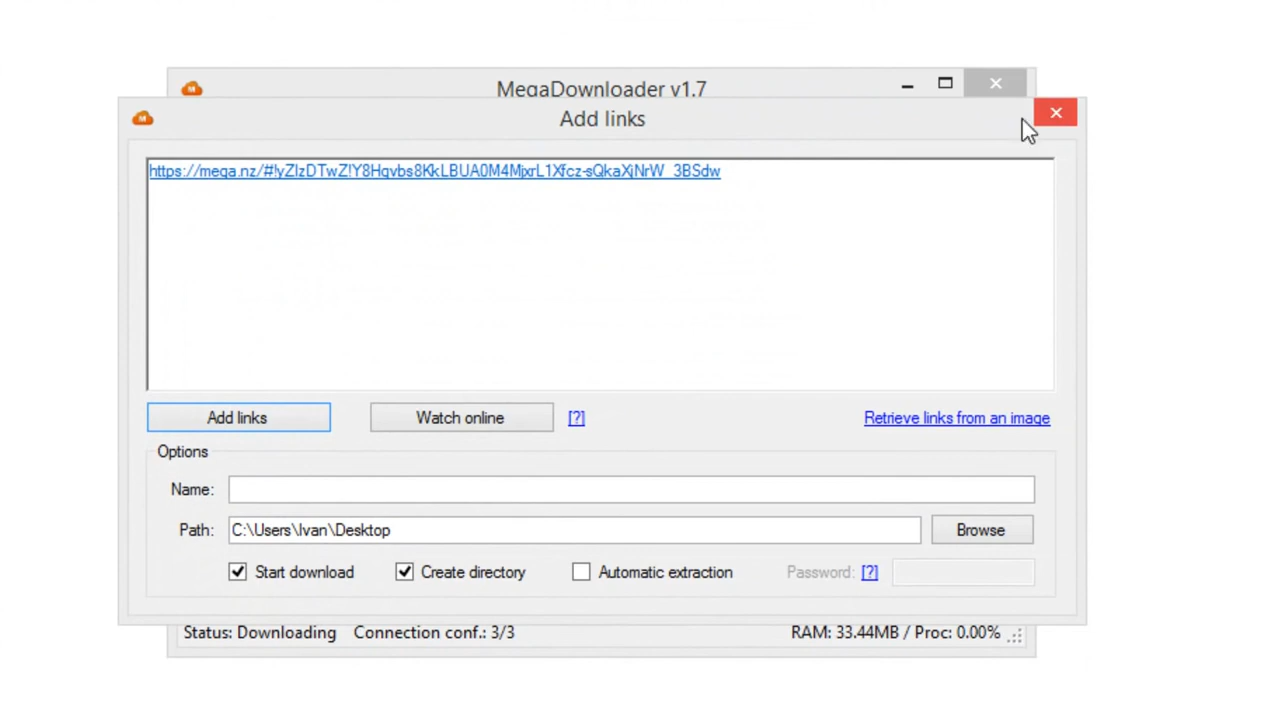 MegaDownloader v1.7
Add links
https://mega.nz/#!yZIzDTwZ!Y8Hqvbs8KkLBUA0M4MjxrL1Xfcz-sQkaXjNrW_3BSdw
Add links
Watch online
[?]
Retrieve links from an image
Options
Name:
Path: C:\Users\Ivan\Desktop
Browse
Start download
Create directory
Automatic extraction
Password: [?]
Status: Downloading
Connection conf.: 3/3
RAM: 33.44MB / Proc: 0.00%